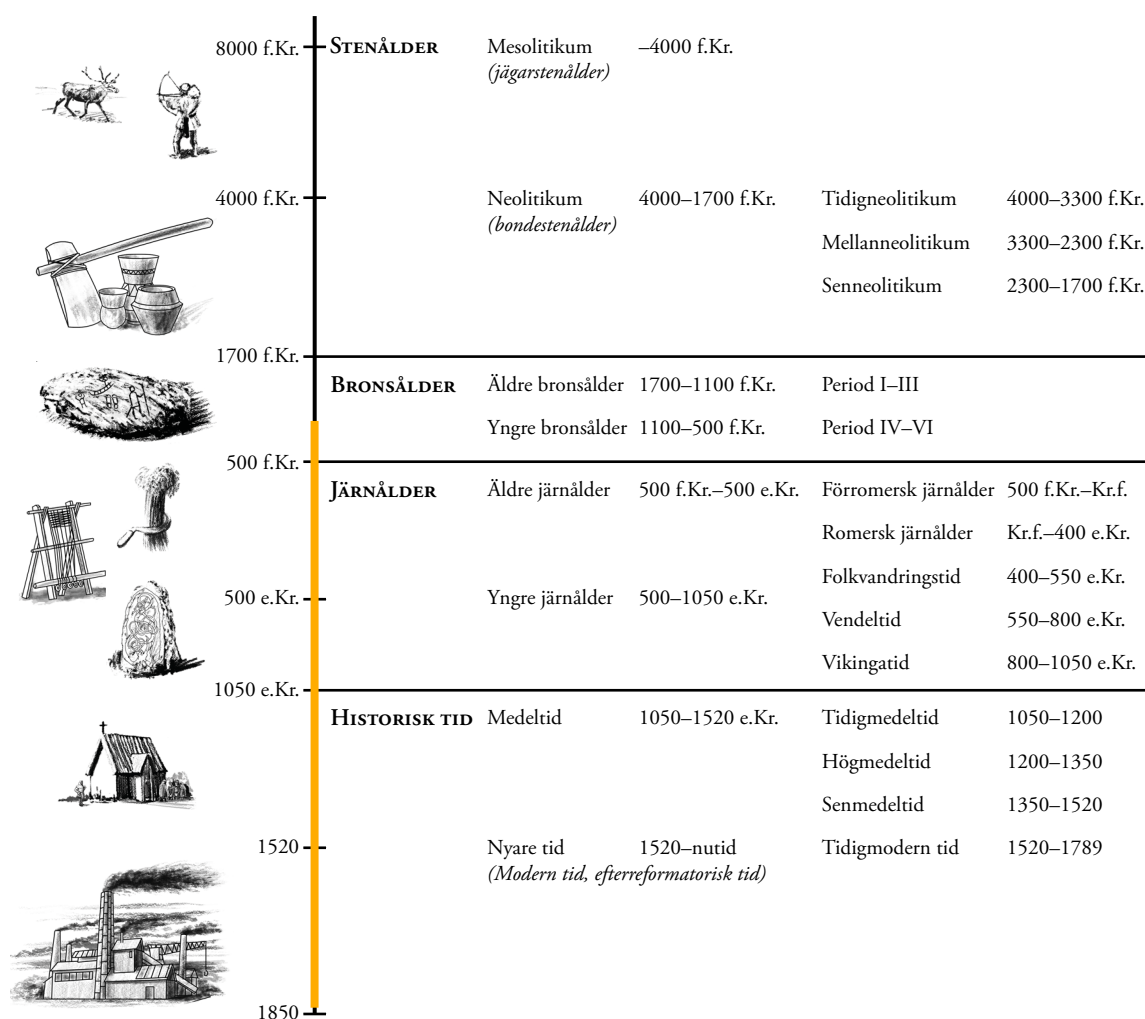 8000 f.Kr. STENÅLDER Mesolitikum –4000 f.Kr.
(jägarstenålder)
4000 f.Kr. Neolitikum 4000–1700 f.Kr. Tidigneolitikum 4000–3300 f.Kr.
(bondestenålder)
Mellanneolitikum 3300–2300 f.Kr.
Senneolitikum 2300–1700 f.Kr.
1700 f.Kr.
BRONSÅLDER Äldre bronsålder 1700–1100 f.Kr. Period I–III
Yngre bronsålder 1100–500 f.Kr. Period IV–VI
500 f.Kr.
JÄRNÅLDER Äldre järnålder 500 f.Kr.–500 e.Kr. Förromersk järnålder 500 f.Kr.–Kr.f.
Romersk järnålder Kr.f.–400 e.Kr.
Folkvandringstid 400–550 e.Kr.
500 e.Kr. Yngre järnålder 500–1050 e.Kr.
Vendeltid 550–800 e.Kr.
Vikingatid 800–1050 e.Kr.
1050 e.Kr.
HISTORISK TID Medeltid 1050–1520 e.Kr. Tidigmedeltid 1050–1200
Högmedeltid 1200–1350
Senmedeltid 1350–1520
1520 Nyare tid 1520–nutid Tidigmodern tid 1520–1789
(Modern tid, efterreformatorisk tid)
1850